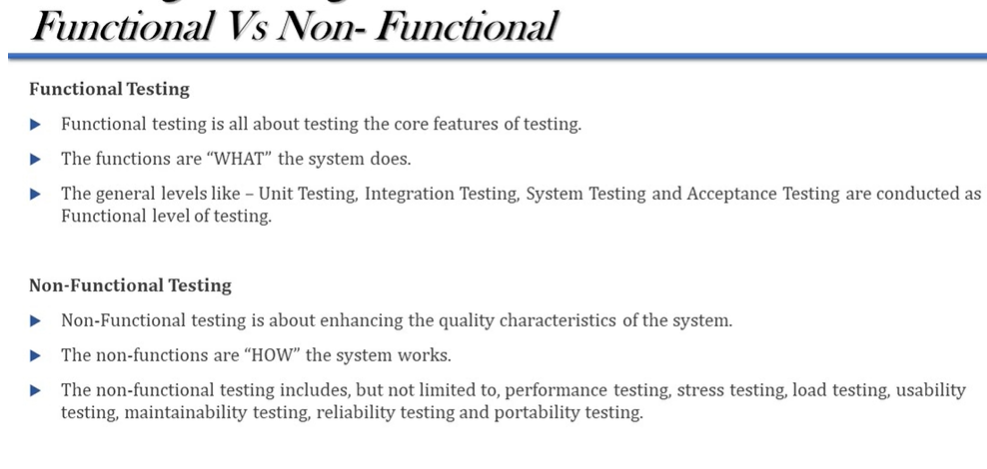 Functional Vs Non- Functional
Functional Testing
Functional testing is all about testing the core features of testing.
The functions are “WHAT” the system does.
The general levels like – Unit Testing, Integration Testing, System Testing and Acceptance Testing are conducted as
Functional level of testing.
Non-Functional Testing
Non-Functional testing is about enhancing the quality characteristics of the system.
The non-functions are “HOW” the system works.
The non-functional testing includes, but not limited to, performance testing, stress testing, load testing, usability
testing, maintainability testing, reliability testing and portability testing.